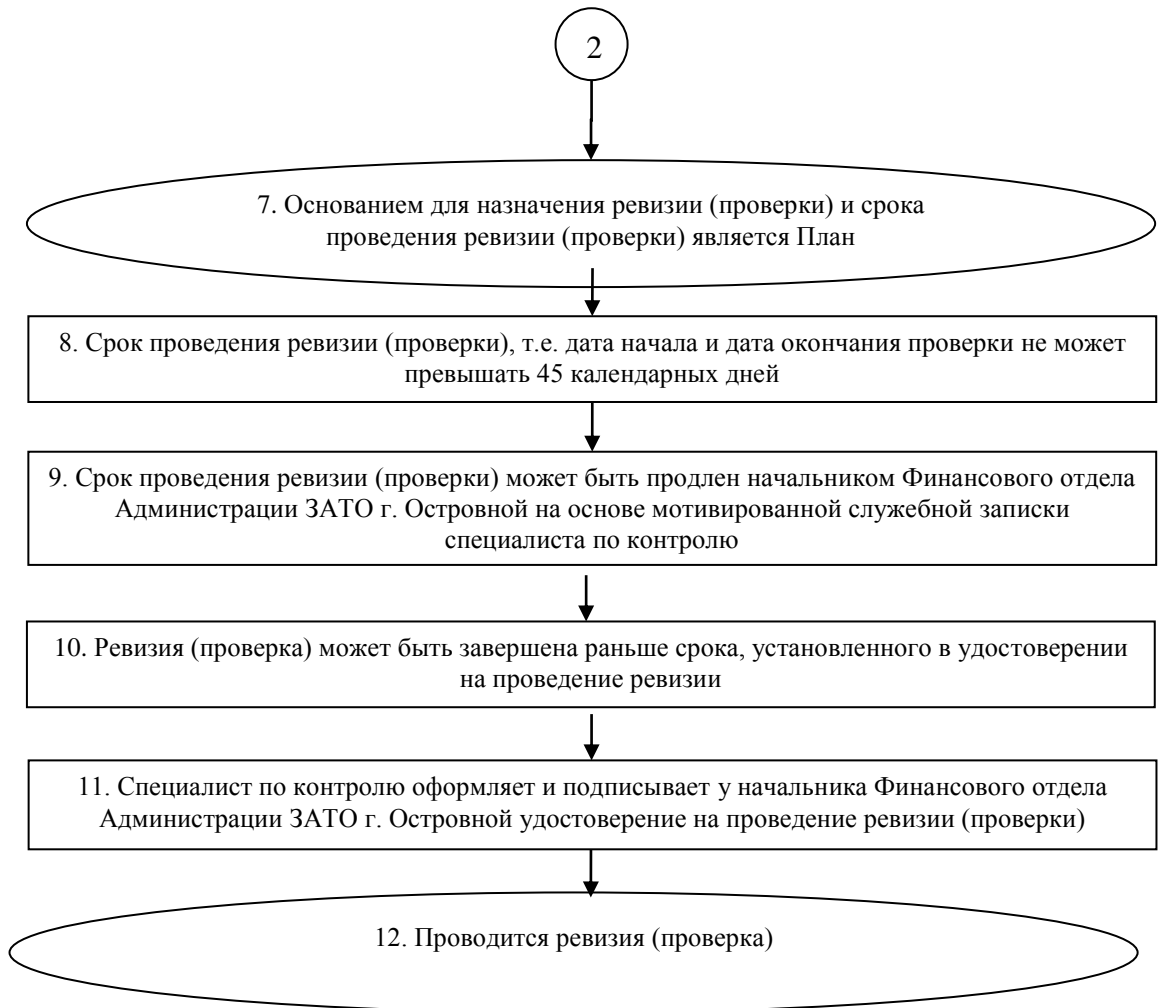 2
7. Основанием для назначения ревизии (проверки) и срока
проведения ревизии (проверки) является План
8. Срок проведения ревизии (проверки), т.е. дата начала и дата окончания проверки не может
превышать 45 календарных дней
9. Срок проведения ревизии (проверки) может быть продлен начальником Финансового отдела
Администрации ЗАТО г. Островной на основе мотивированной служебной записки
специалиста по контролю
10. Ревизия (проверка) может быть завершена раньше срока, установленного в удостоверении
на проведение ревизии
11. Специалист по контролю оформляет и подписывает у начальника Финансового отдела
Администрации ЗАТО г. Островной удостоверение на проведение ревизии (проверки)
12. Проводится ревизия (проверка)